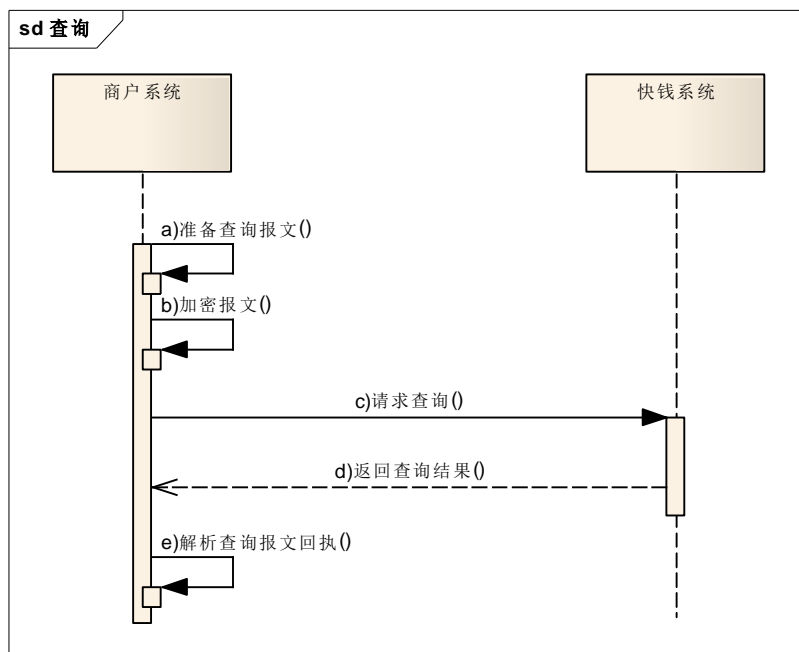 sd 查询
商户系统
快钱系统
a)准备查询报文()
b)加密报文()
c)请求查询()
d)返回查询结果()
e)解析查询报文回执()